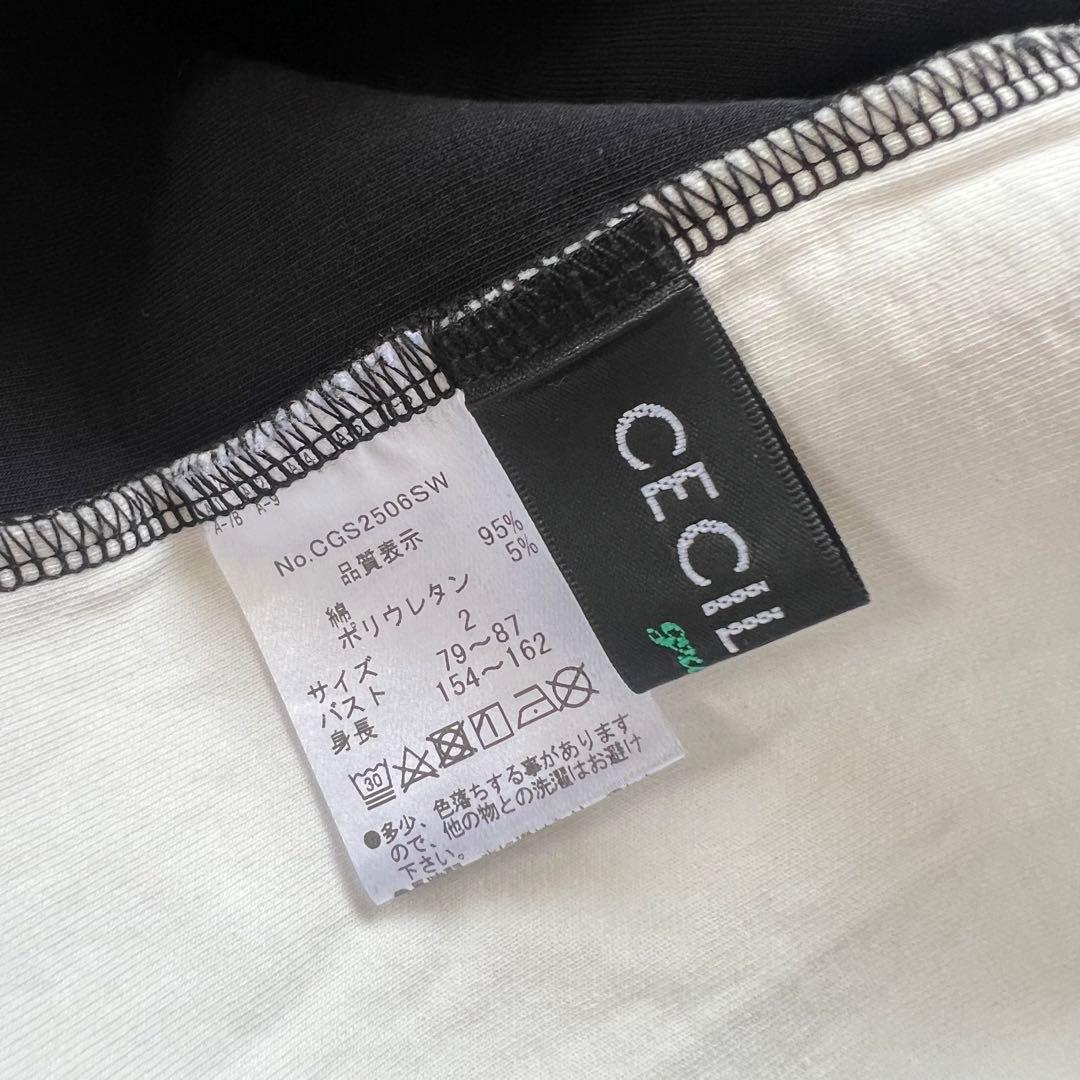 A-7B A-9
No.CGS2506SW
品質表示
綿 95%
ポリウレタン 5%
サイズ 2
バスト 79〜87
身長 154〜162
30
●多少、色落ちする事があります
ので、他の物との洗濯はお避け
下さい。
CECIL